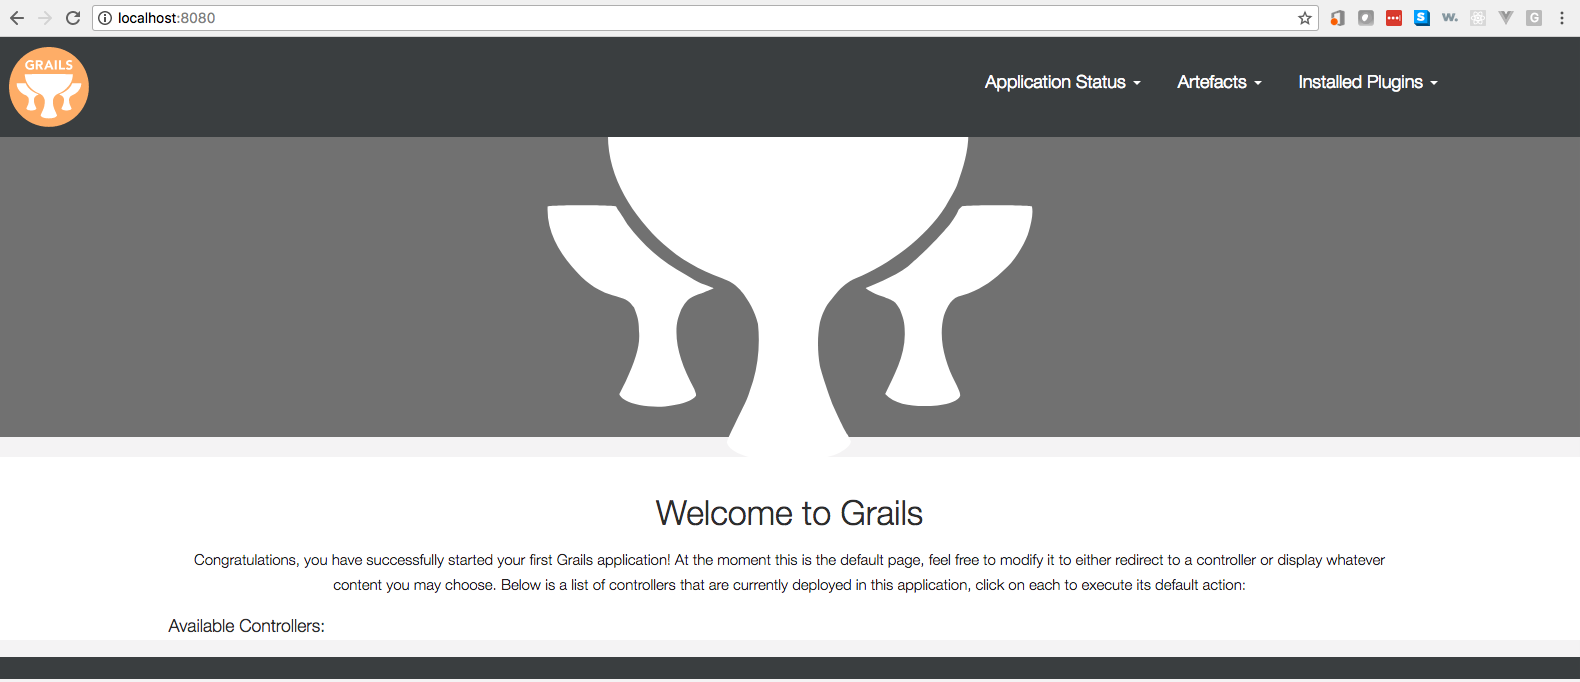 localhost:8080
GRAILS
Application Status
Artefacts
Installed Plugins
Welcome to Grails
Congratulations, you have successfully started your first Grails application! At the moment this is the default page, feel free to modify it to either redirect to a controller or display whatever
content you may choose. Below is a list of controllers that are currently deployed in this application, click on each to execute its default action:
Available Controllers: